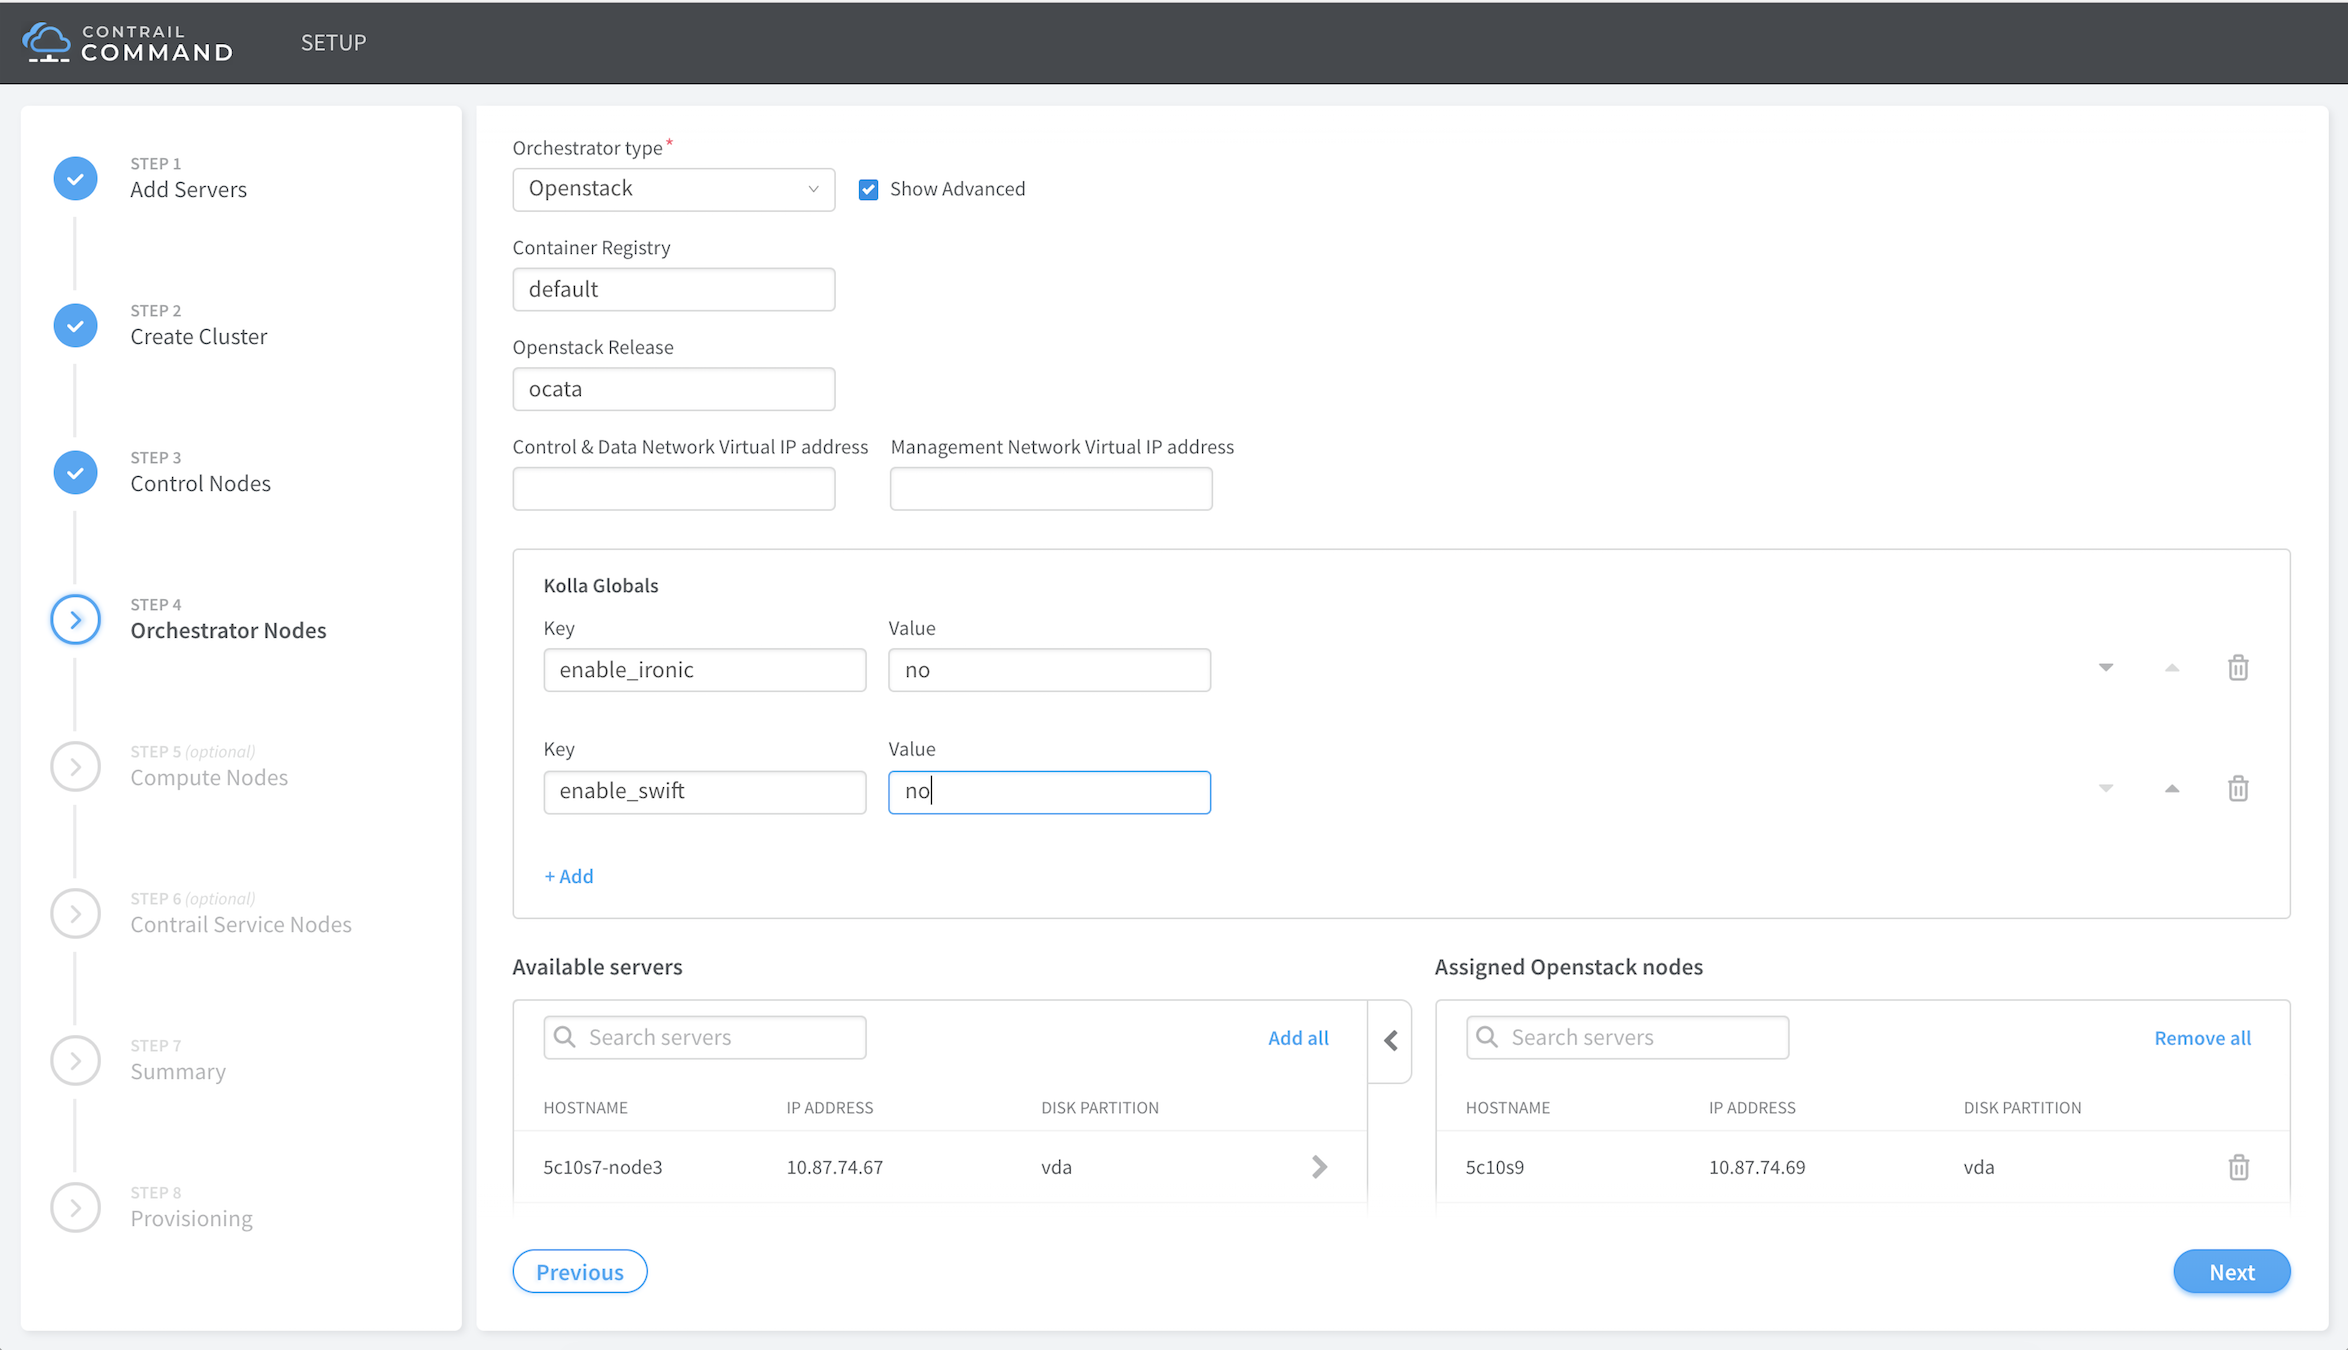 CONTRAIL
COMMAND
SETUP
STEP 1
Add Servers
STEP 2
Create Cluster
STEP 3
Control Nodes
STEP 4
Orchestrator Nodes
STEP 5 (optional)
Compute Nodes
STEP 6 (optional)
Contrail Service Nodes
STEP 7
Summary
STEP 8
Provisioning
Orchestrator type*
Openstack
Show Advanced
Container Registry
default
Openstack Release
ocata
Control & Data Network Virtual IP address Management Network Virtual IP address
Kolla Globals
Key Value
enable_ironic no
Key Value
enable_swift no
+ Add
Available servers
Search servers Add all
HOSTNAME IP ADDRESS DISK PARTITION
5c10s7-node3 10.87.74.67 vda
Assigned Openstack nodes
Search servers Remove all
HOSTNAME IP ADDRESS DISK PARTITION
5c10s9 10.87.74.69 vda
Previous
Next